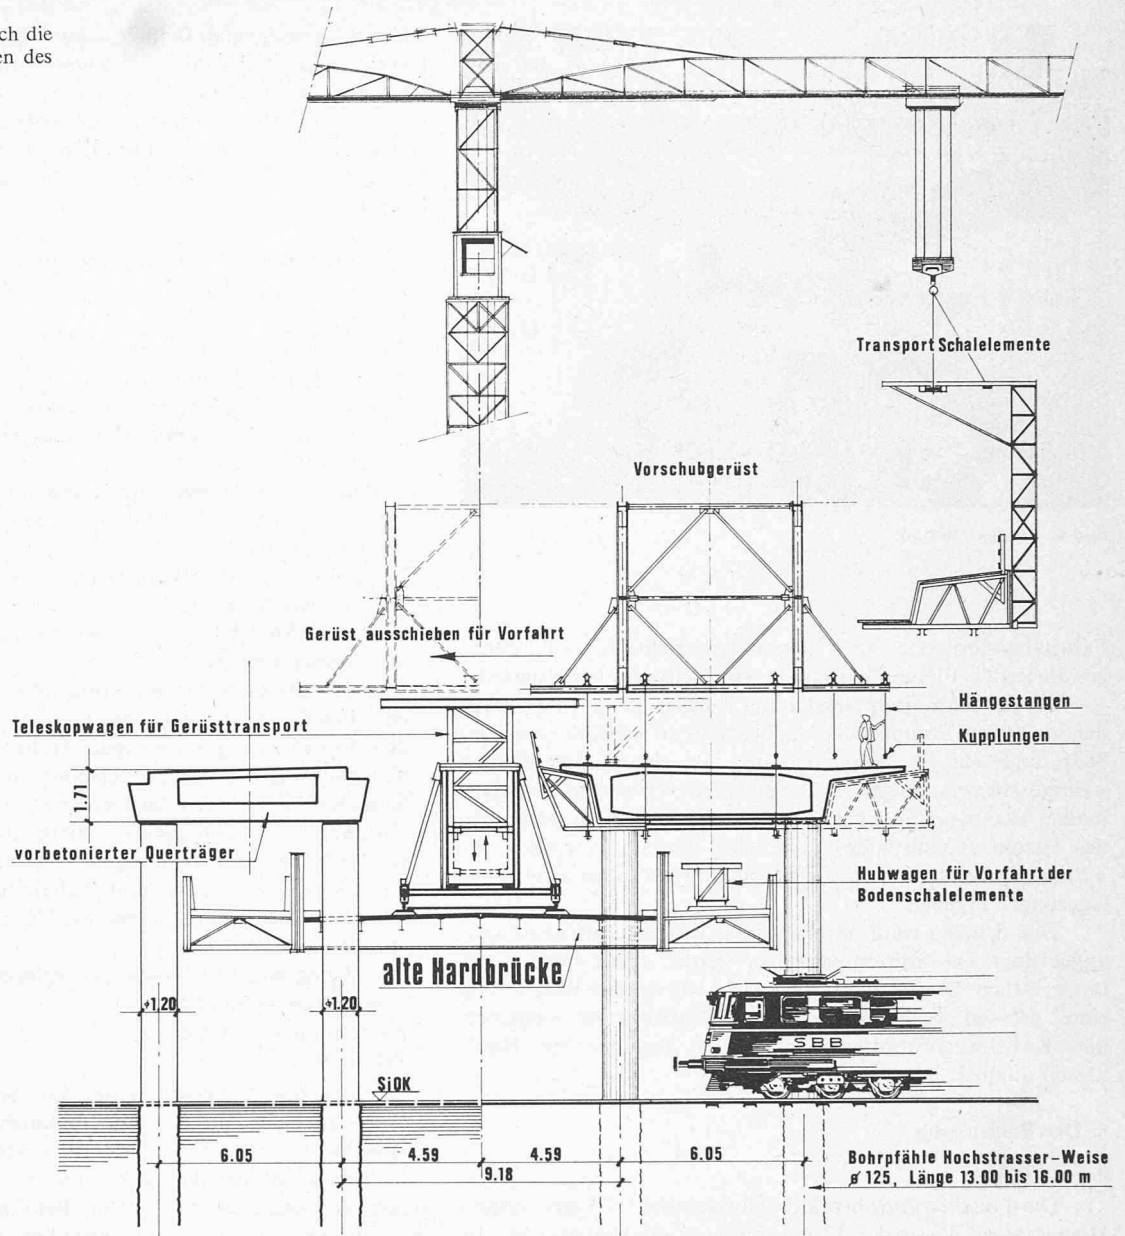 ch die
en des
Transport Schalelemente
Vorschubgerüst
Gerüst ausschieben für Vorfahrt
Hängestangen
Teleskopwagen für Gerüsttransport
Kupplungen
1.71
vorbetonierter Querträger
Hubwagen für Vorfahrt der
Bodenschalelemente
alte Hardbrücke
ø1.20
ø1.20
SBB
SiOK
6.05
4.59
4.59
6.05
9.18
Bohrpfähle Hochstrasser-Weise
ø 125, Länge 13.00 bis 16.00 m